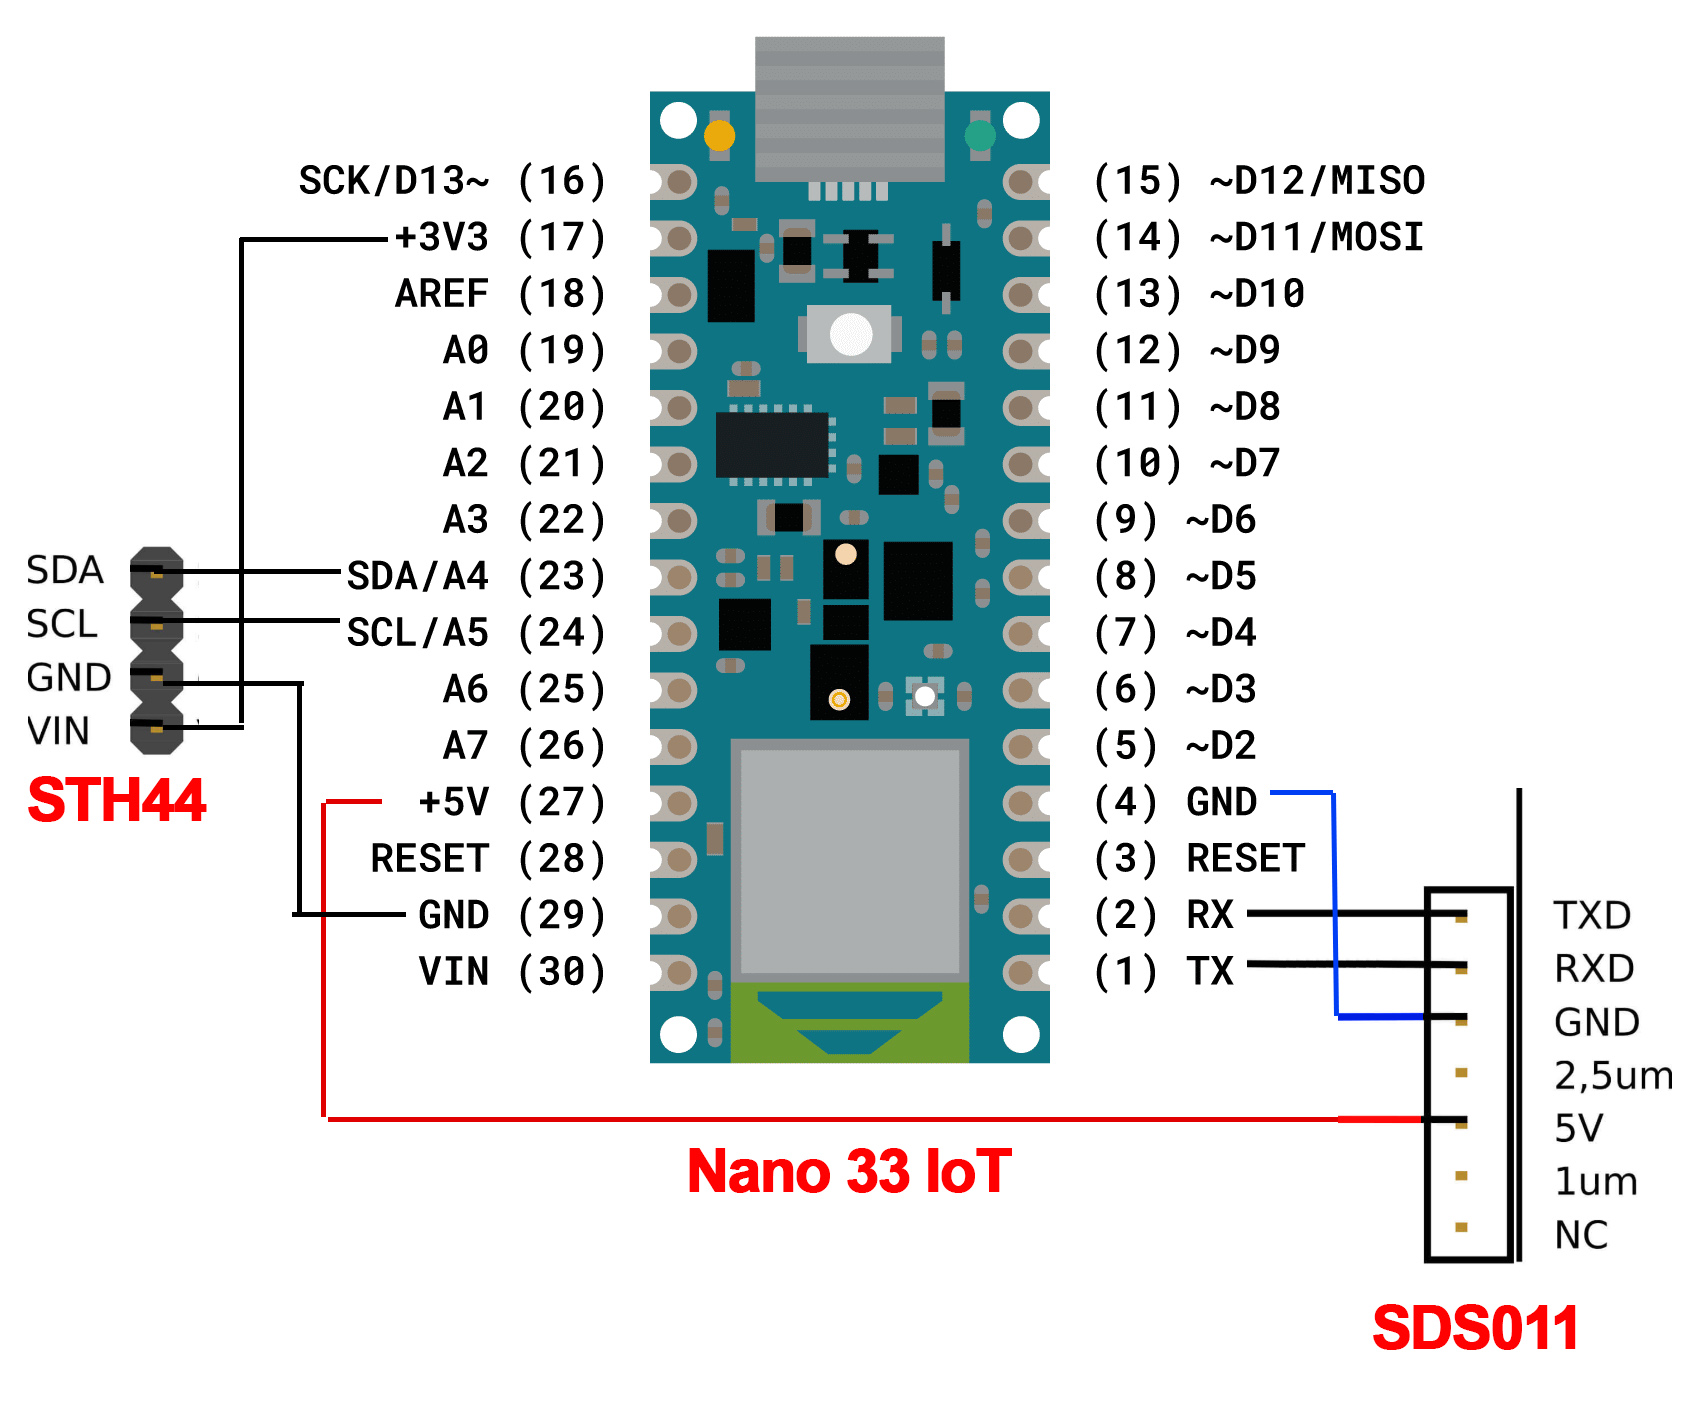 SCK/D13~ (16)
+3V3 (17)
AREF (18)
A0 (19)
A1 (20)
A2 (21)
A3 (22)
SDA/A4 (23)
SCL/A5 (24)
A6 (25)
A7 (26)
+5V (27)
RESET (28)
GND (29)
VIN (30)
(15) ~D12/MISO
(14) ~D11/MOSI
(13) ~D10
(12) ~D9
(11) ~D8
(10) ~D7
(9) ~D6
(8) ~D5
(7) ~D4
(6) ~D3
(5) ~D2
(4) GND
(3) RESET
(2) RX
(1) TX
SDA
SCL
GND
VIN
STH44
TXD
RXD
GND
2,5um
5V
1um
NC
Nano 33 IoT
SDS011